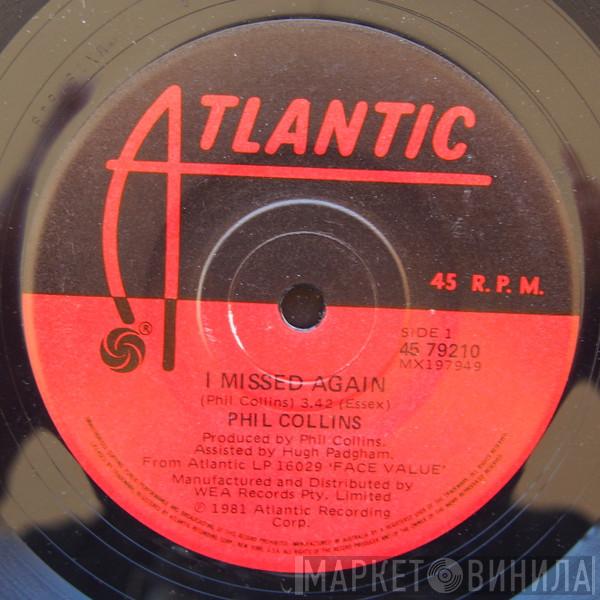 ATLANTIC
45 R.P.M.
®
SIDE 1
45 79210
MX197949
I MISSED AGAIN
(Phil Collins) 3.42 (Essex)
PHIL COLLINS
Produced by Phil Collins.
Assisted by Hugh Padgham.
From Atlantic LP 16029 'FACE VALUE'
Manufactured and Distributed by
WEA Records Pty. Limited
℗ 1981 Atlantic Recording
Corp.
МАРКЕТ ВИНИЛА